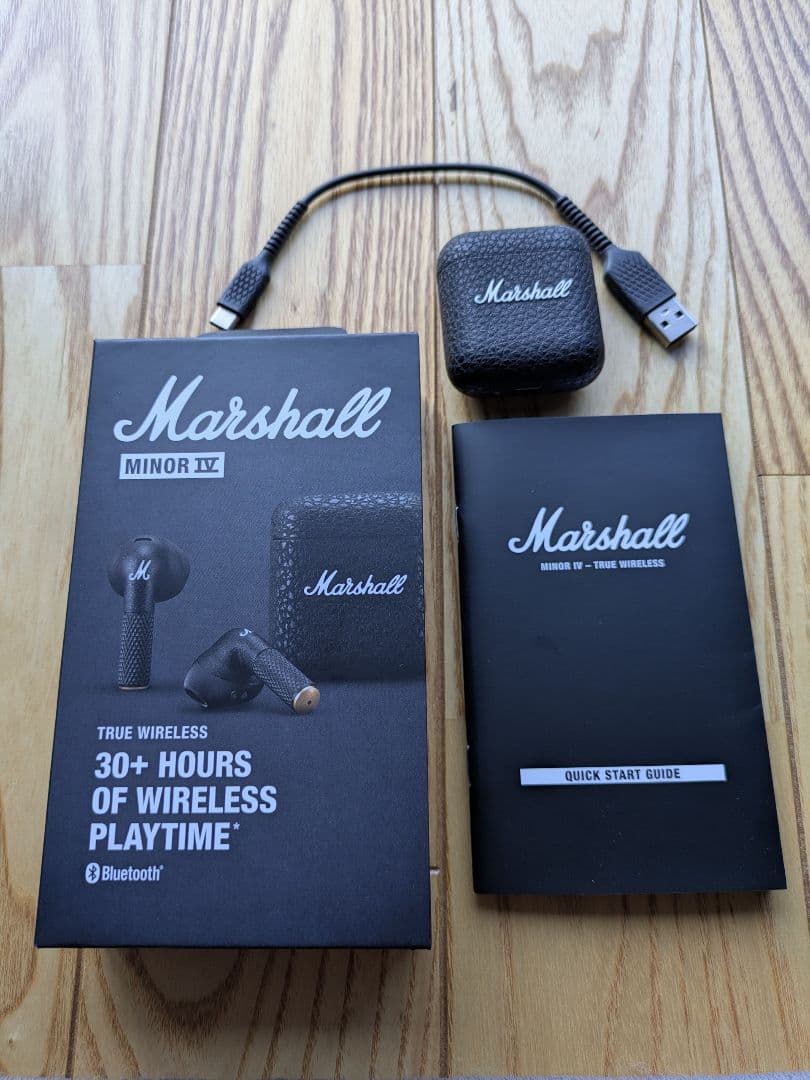 Marshall
Marshall
MINOR IV
M
Marshall
TRUE WIRELESS
30+ HOURS
OF WIRELESS
PLAYTIME*
Bluetooth®
Marshall
MINOR IV – TRUE WIRELESS
QUICK START GUIDE